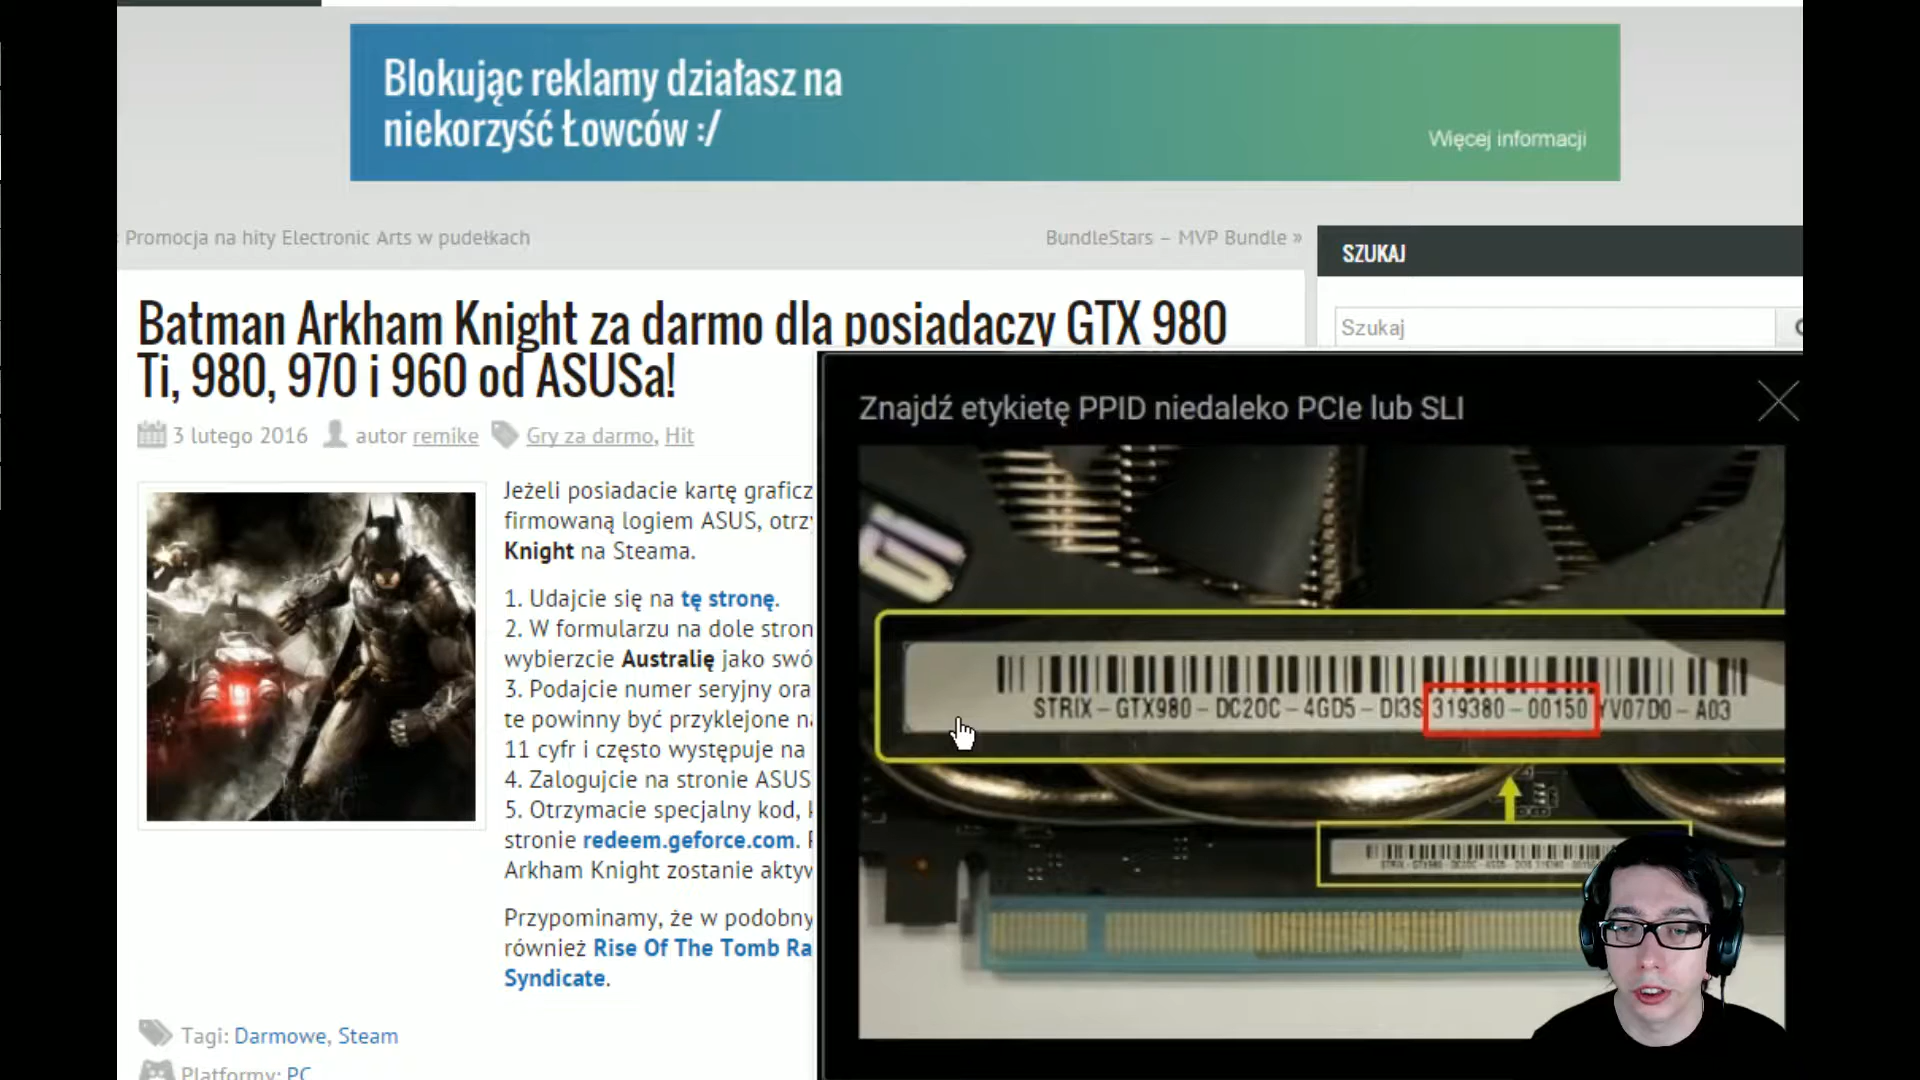 Blokując reklamy działasz na
niekorzyść Łowców :/
Więcej informacji
Promocja na hity Electronic Arts w pudełkach
BundleStars – MVP Bundle »
SZUKAJ
Szukaj
Batman Arkham Knight za darmo dla posiadaczy GTX 980
Ti, 980, 970 i 960 od ASUSa!
3 lutego 2016 autor remike Gry za darmo, Hit
Jeżeli posiadacie kartę graficz
firmowaną logiem ASUS, otrzy
Knight na Steama.
1. Udajcie się na tę stronę.
2. W formularzu na dole stron
wybierzcie Australię jako swó
3. Podajcie numer seryjny ora
te powinny być przyklejone na
11 cyfr i często występuje na
4. Zalogujcie na stronie ASUS
5. Otrzymacie specjalny kod, k
stronie redeem.geforce.com.
Arkham Knight zostanie aktyw
Przypominamy, że w podobny
również Rise Of The Tomb Ra
Syndicate.
Tagi: Darmowe, Steam
Platformy: PC
Znajdź etykietę PPID niedaleko PCIe lub SLI
STRIX-GTX980-DC2OC-4GD5-DI3S 319380-00150 YV07D0-A03